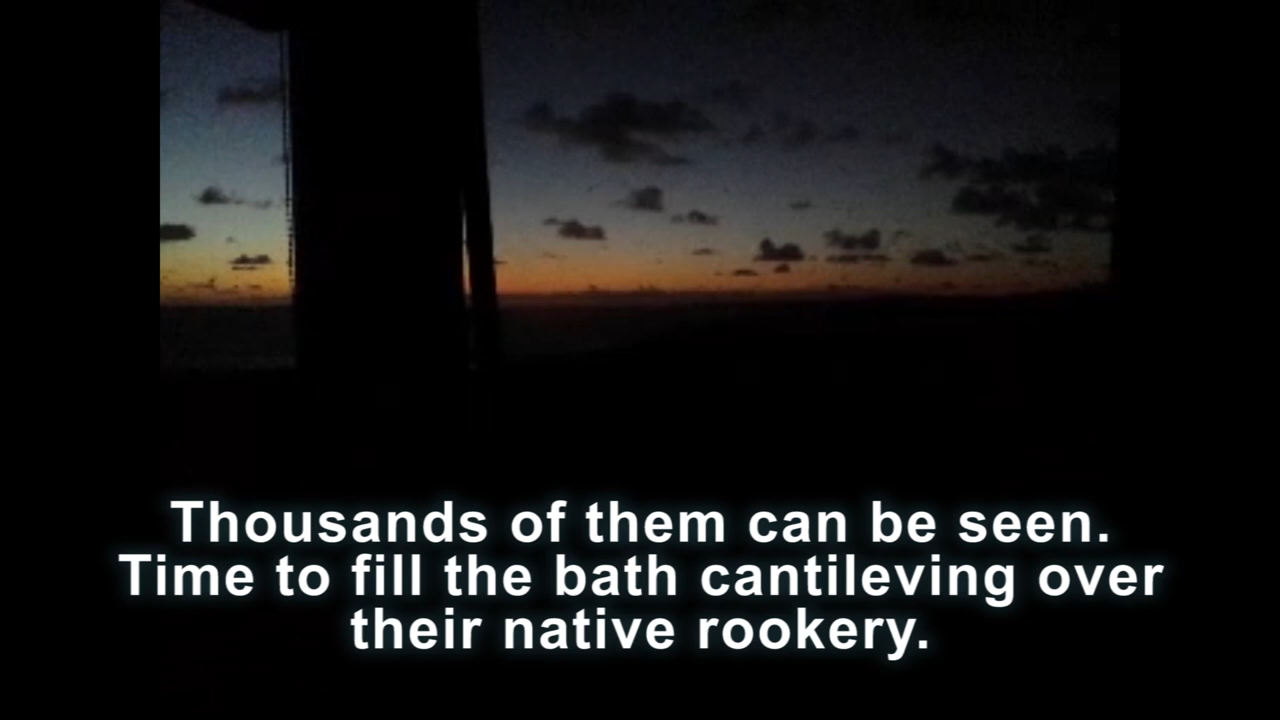 Thousands of them can be seen.
Time to fill the bath cantileving over
their native rookery.